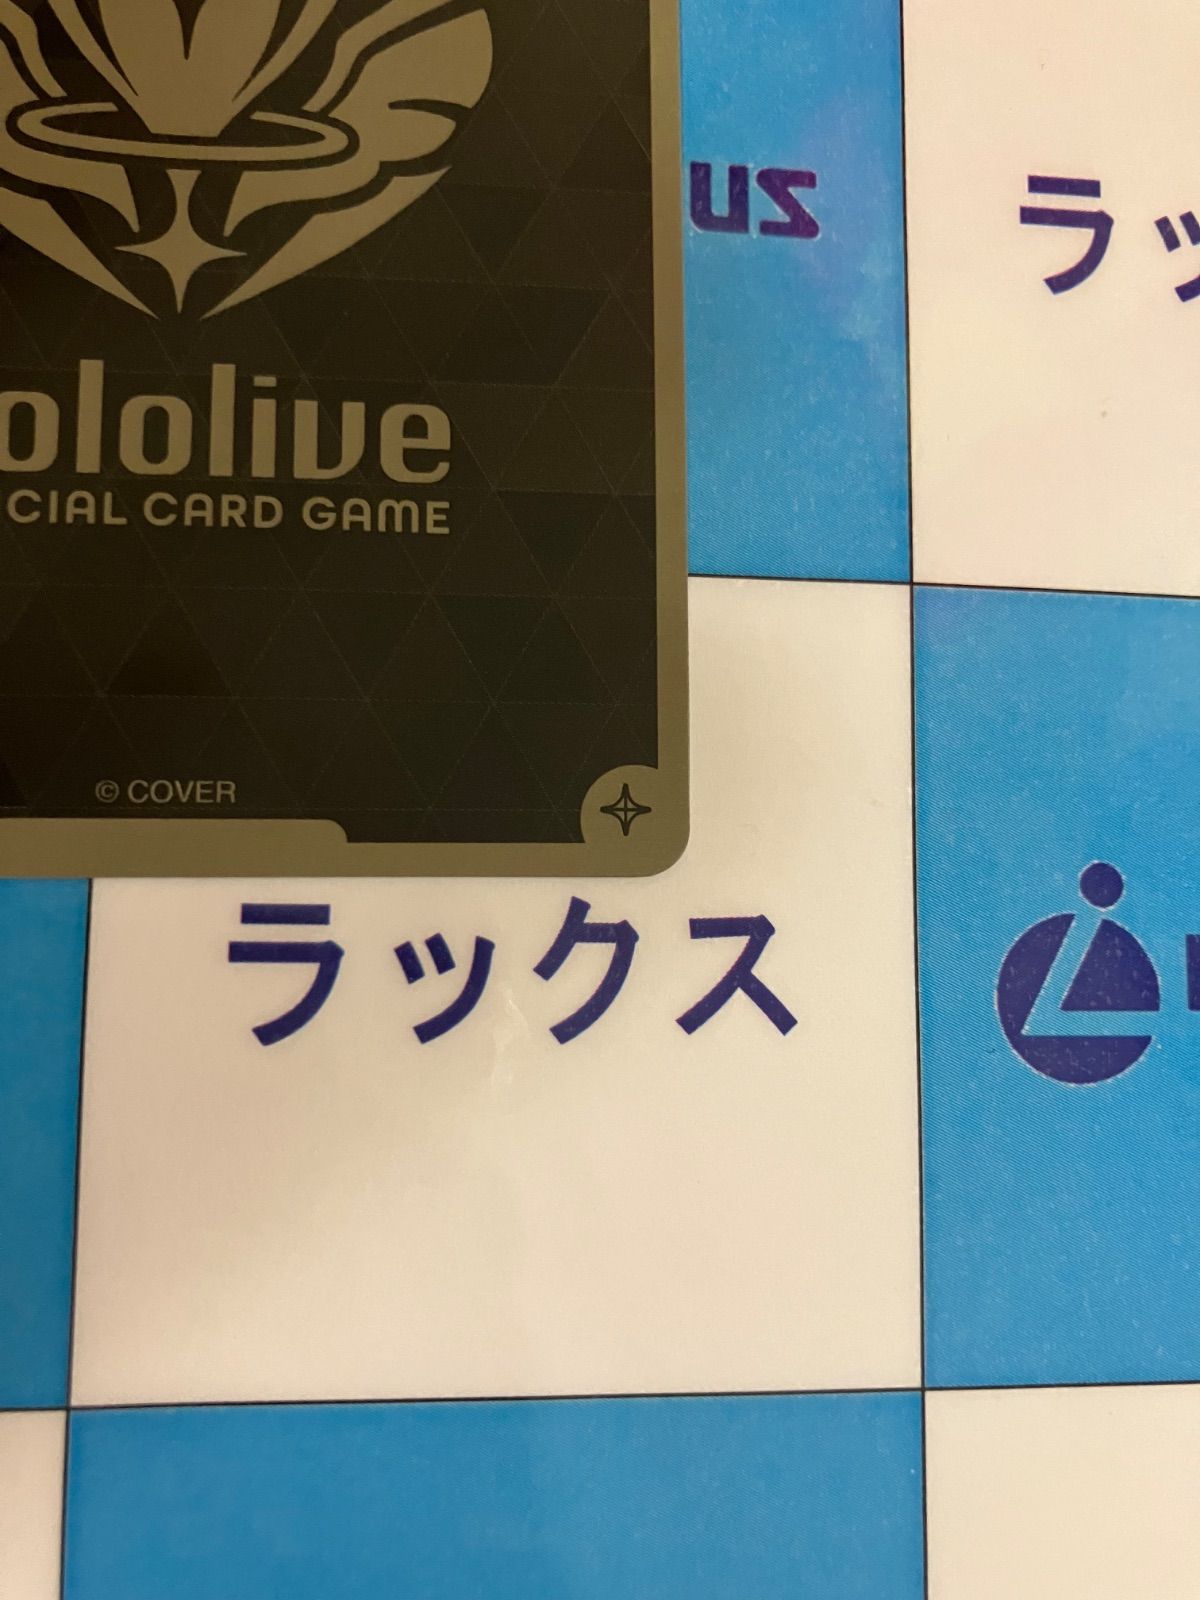 ololive
CIAL CARD GAME
© COVER
us
ラッ
ラックス